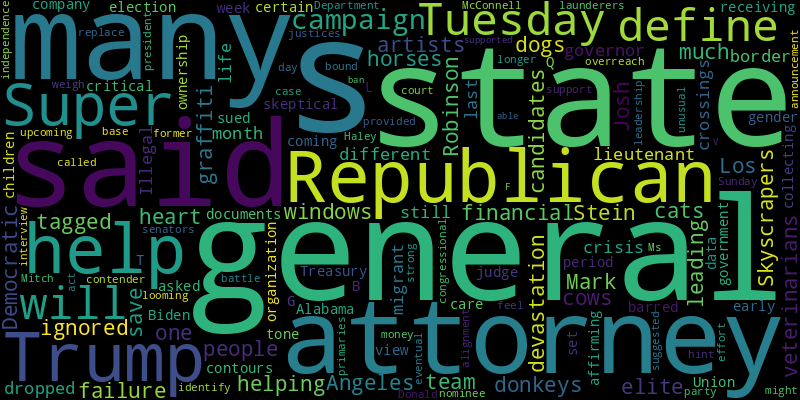 company election week certain Department McConnell launderers receiving
many campaign Tuesday define
independence replace president artists justices dogs governor
life horses supported longer Q overreach much border announcement
Super critical ownership weigh day bound ban L
s state
case skeptical court support Josh unusual crossings
sued graffiti Robinson last candidates leadership gender
upcoming base former month coming Haley provided able V
said called Illegal different lieutenant Los
children Republican Sunday collecting
F Skyscrapers
tagged heart documents windows still financial Stein cats
help general
Democratic interview T organization crisis Ms government
senators Treasury migrant strong congressional period data
Mitch act contender battle judge Mark leading
will save asked G B devastation cows veterinarians
looming Biden Alabama care barred early
ignored one tone primaries money feel set affirming suggested effort
Trump people attorney
contours view eventual alignment hint
dropped failure identify helping Angeles team donkeys elite Union party might
Donald nominee